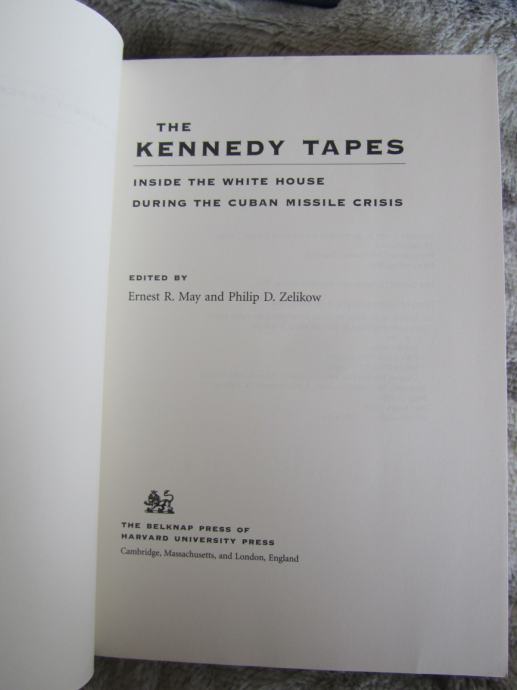 THE
KENNEDY TAPES
INSIDE THE WHITE HOUSE
DURING THE CUBAN MISSILE CRISIS
EDITED BY
Ernest R. May and Philip D. Zelikow
THE BELKNAP PRESS OF
HARVARD UNIVERSITY PRESS
Cambridge, Massachusetts, and London, England